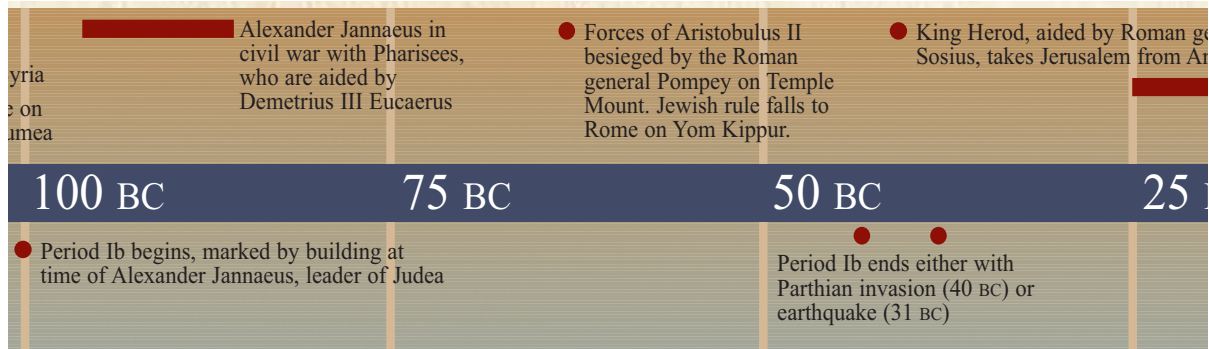 yria
e on
umea
Alexander Jannaeus in
civil war with Pharisees,
who are aided by
Demetrius III Eucaerus
Forces of Aristobulus II
besieged by the Roman
general Pompey on Temple
Mount. Jewish rule falls to
Rome on Yom Kippur.
King Herod, aided by Roman ge
Sosius, takes Jerusalem from
100 BC
75 BC
50 BC
25
Period Ib begins, marked by building at
time of Alexander Jannaeus, leader of Judea
Period Ib ends either with
Parthian invasion (40 BC) or
earthquake (31 BC)